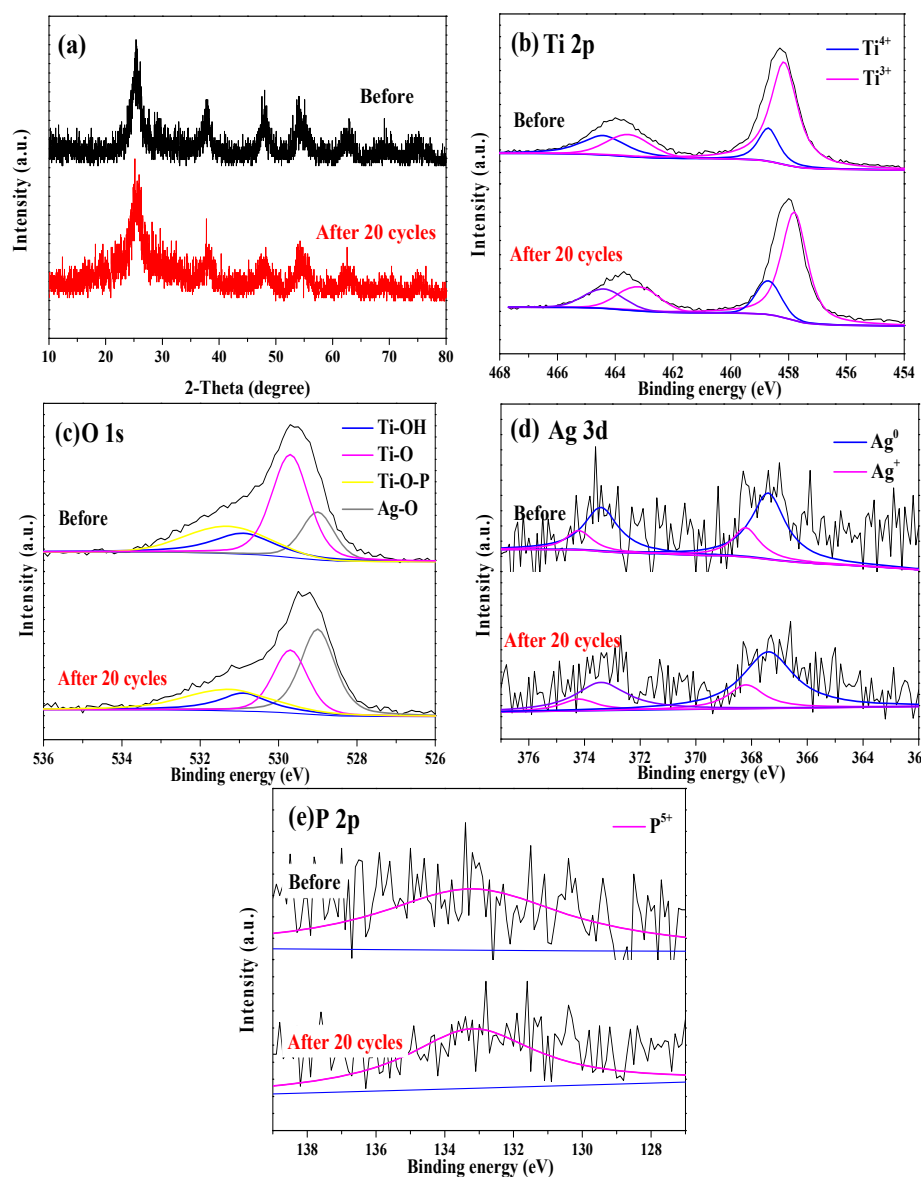 (a)
Before
After 20 cycles
Intensity (a.u.)
10 20 30 40 50 60 70 80
2-Theta (degree)
(b) Ti 2p
Ti4+
Ti3+
Before
After 20 cycles
Intensity (a.u.)
468 466 464 462 460 458 456 454
Binding energy (eV)
(c) O 1s
Ti-OH
Ti-O
Ti-O-P
Ag-O
Before
After 20 cycles
Intensity (a.u.)
536 534 532 530 528 526
Binding energy (eV)
(d) Ag 3d
Ag0
Ag+
Before
After 20 cycles
Intensity (a.u.)
376 374 372 370 368 366 364 36
Binding energy (eV)
(e) P 2p
P5+
Before
After 20 cycles
Intensity (a.u.)
138 136 134 132 130 128
Binding energy (eV)